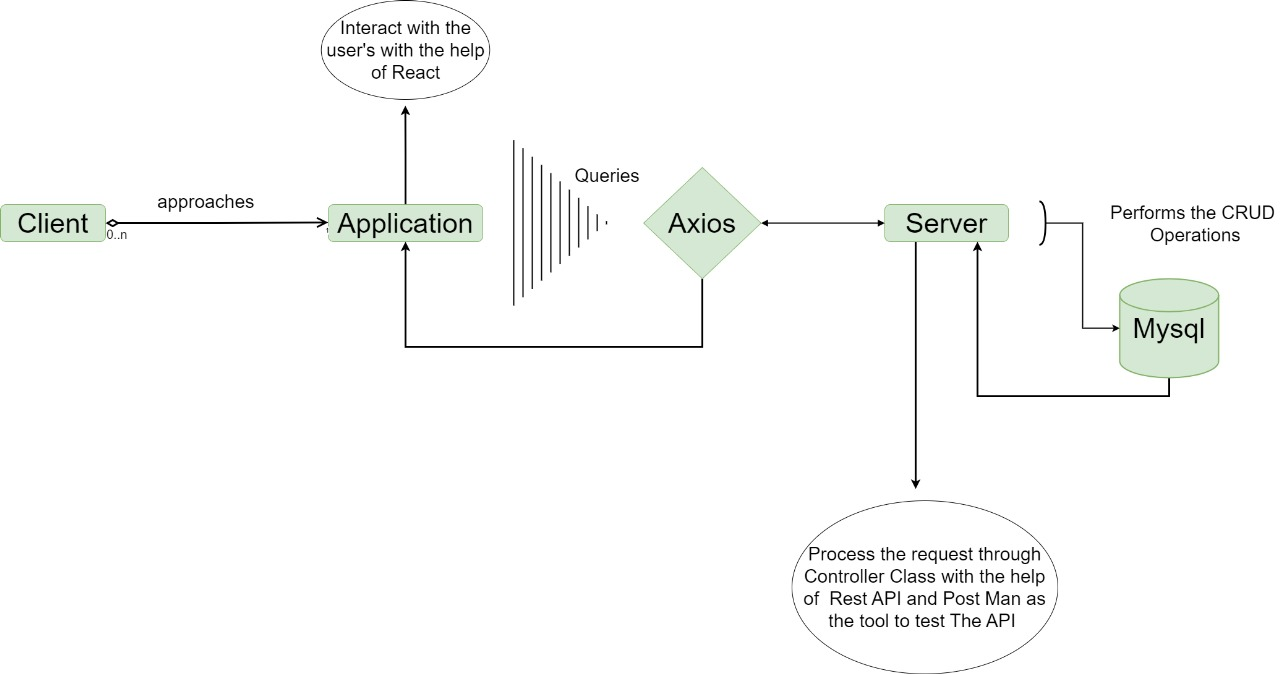 Interact with the
user's with the help
of React
Client
0..n
approaches
Application
Queries
Axios
Server
Performs the CRUD
Operations
Mysql
Process the request through
Controller Class with the help
of  Rest API and Post Man as
the tool to test The API